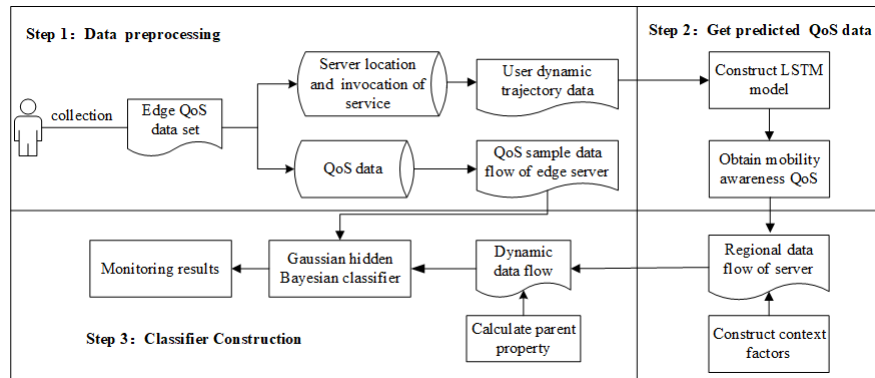 Step 1：Data preprocessing
Step 2：Get predicted QoS data
Server location
and invocation of
service
User dynamic
trajectory data
Construct LSTM
model
collection
Edge QoS
data set
QoS data
QoS sample data
flow of edge server
Obtain mobility
awareness QoS
Monitoring results
Gaussian hidden
Bayesian classifier
Dynamic
data flow
Regional data
flow of server
Step 3：Classifier Construction
Calculate parent
property
Construct context
factors